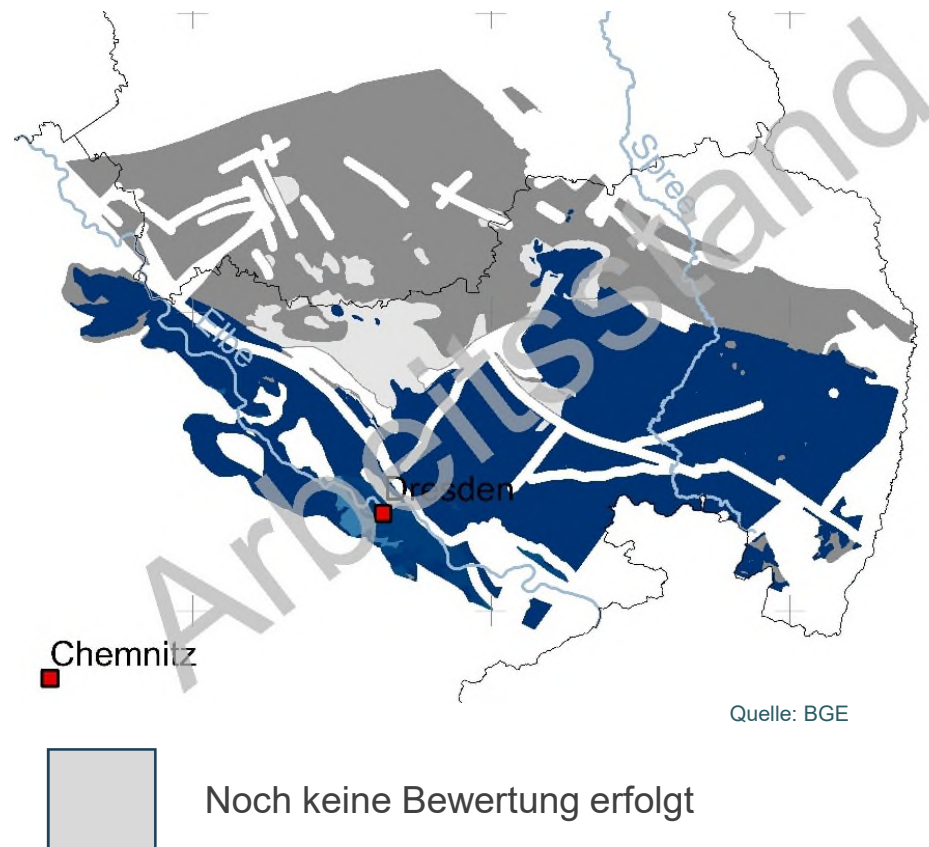 Spree
Elbe
Arbeitsstand
Dresden
Chemnitz
Quelle: BGE
Noch keine Bewertung erfolgt